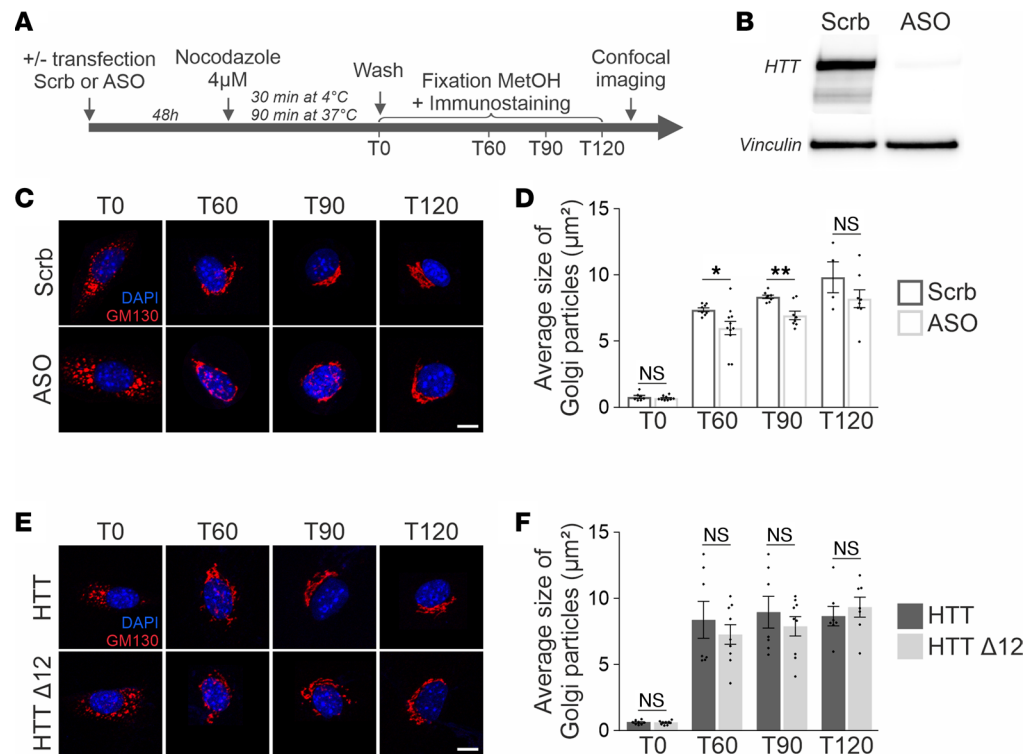 A
+/- transfection
Scrb or ASO
Nocodazole
4µM
48h
30 min at 4°C
90 min at 37°C
Wash
Fixation MetOH
+ Immunostaining
Confocal
imaging
T0
T60
T90
T120
B
Scrb ASO
HTT
Vinculin
C
T0 T60 T90 T120
Scrb
DAPI
GM130
ASO
D
Average size of
Golgi particles (µm²)
15
10
5
0
NS
*
**
NS
T0 T60 T90 T120
Scrb
ASO
E
T0 T60 T90 T120
HTT
DAPI
GM130
HTT Δ12
F
Average size of
Golgi particles (µm²)
15
10
5
0
NS
NS
NS
NS
T0 T60 T90 T120
HTT
HTT Δ12